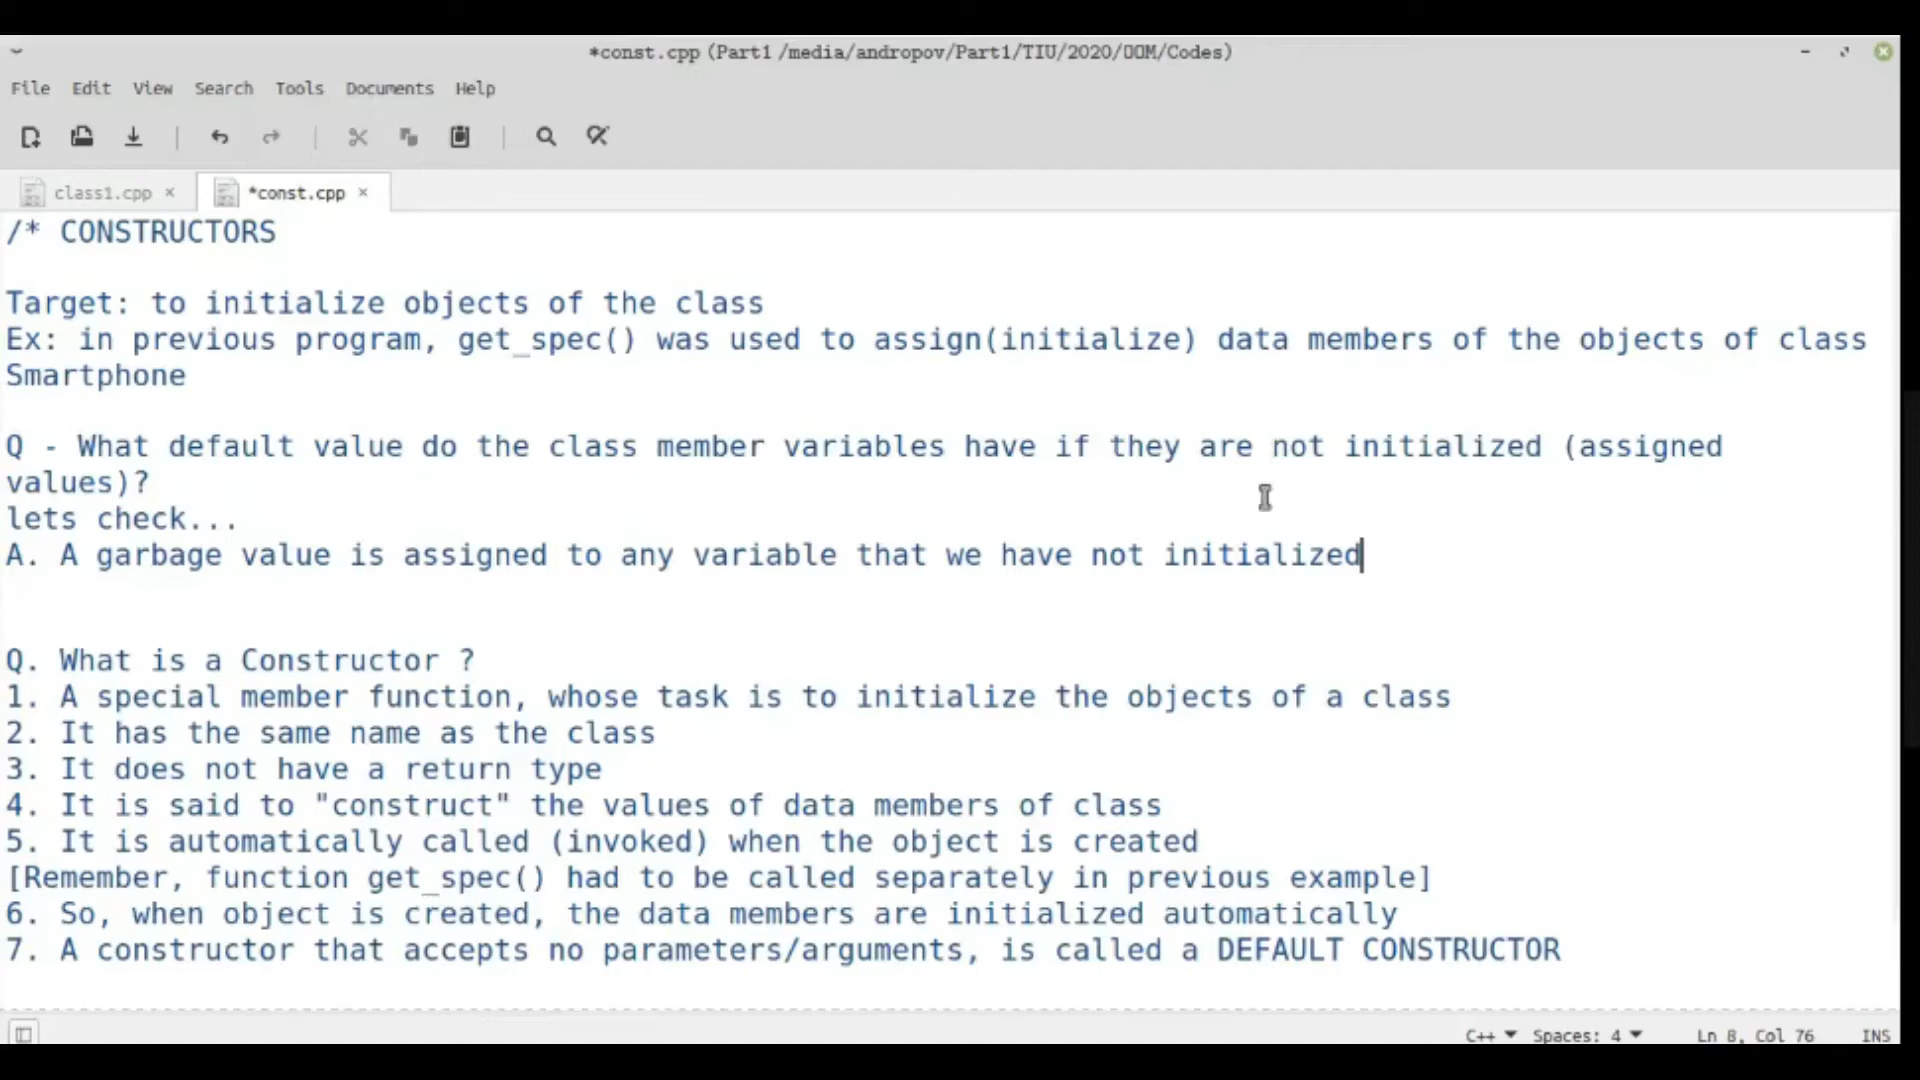 *const.cpp (Part1 /media/andropov/Part1/TIU/2020/OOM/Codes)
File Edit View Search Tools Documents Help
class1.cpp × *const.cpp ×
/* CONSTRUCTORS
Target: to initialize objects of the class
Ex: in previous program, get_spec() was used to assign(initialize) data members of the objects of class
Smartphone
Q - What default value do the class member variables have if they are not initialized (assigned
values)?
lets check...
A. A garbage value is assigned to any variable that we have not initialized
Q. What is a Constructor ?
1. A special member function, whose task is to initialize the objects of a class
2. It has the same name as the class
3. It does not have a return type
4. It is said to "construct" the values of data members of class
5. It is automatically called (invoked) when the object is created
[Remember, function get_spec() had to be called separately in previous example]
6. So, when object is created, the data members are initialized automatically
7. A constructor that accepts no parameters/arguments, is called a DEFAULT CONSTRUCTOR
C++ Spaces: 4 Ln 8, Col 76 INS